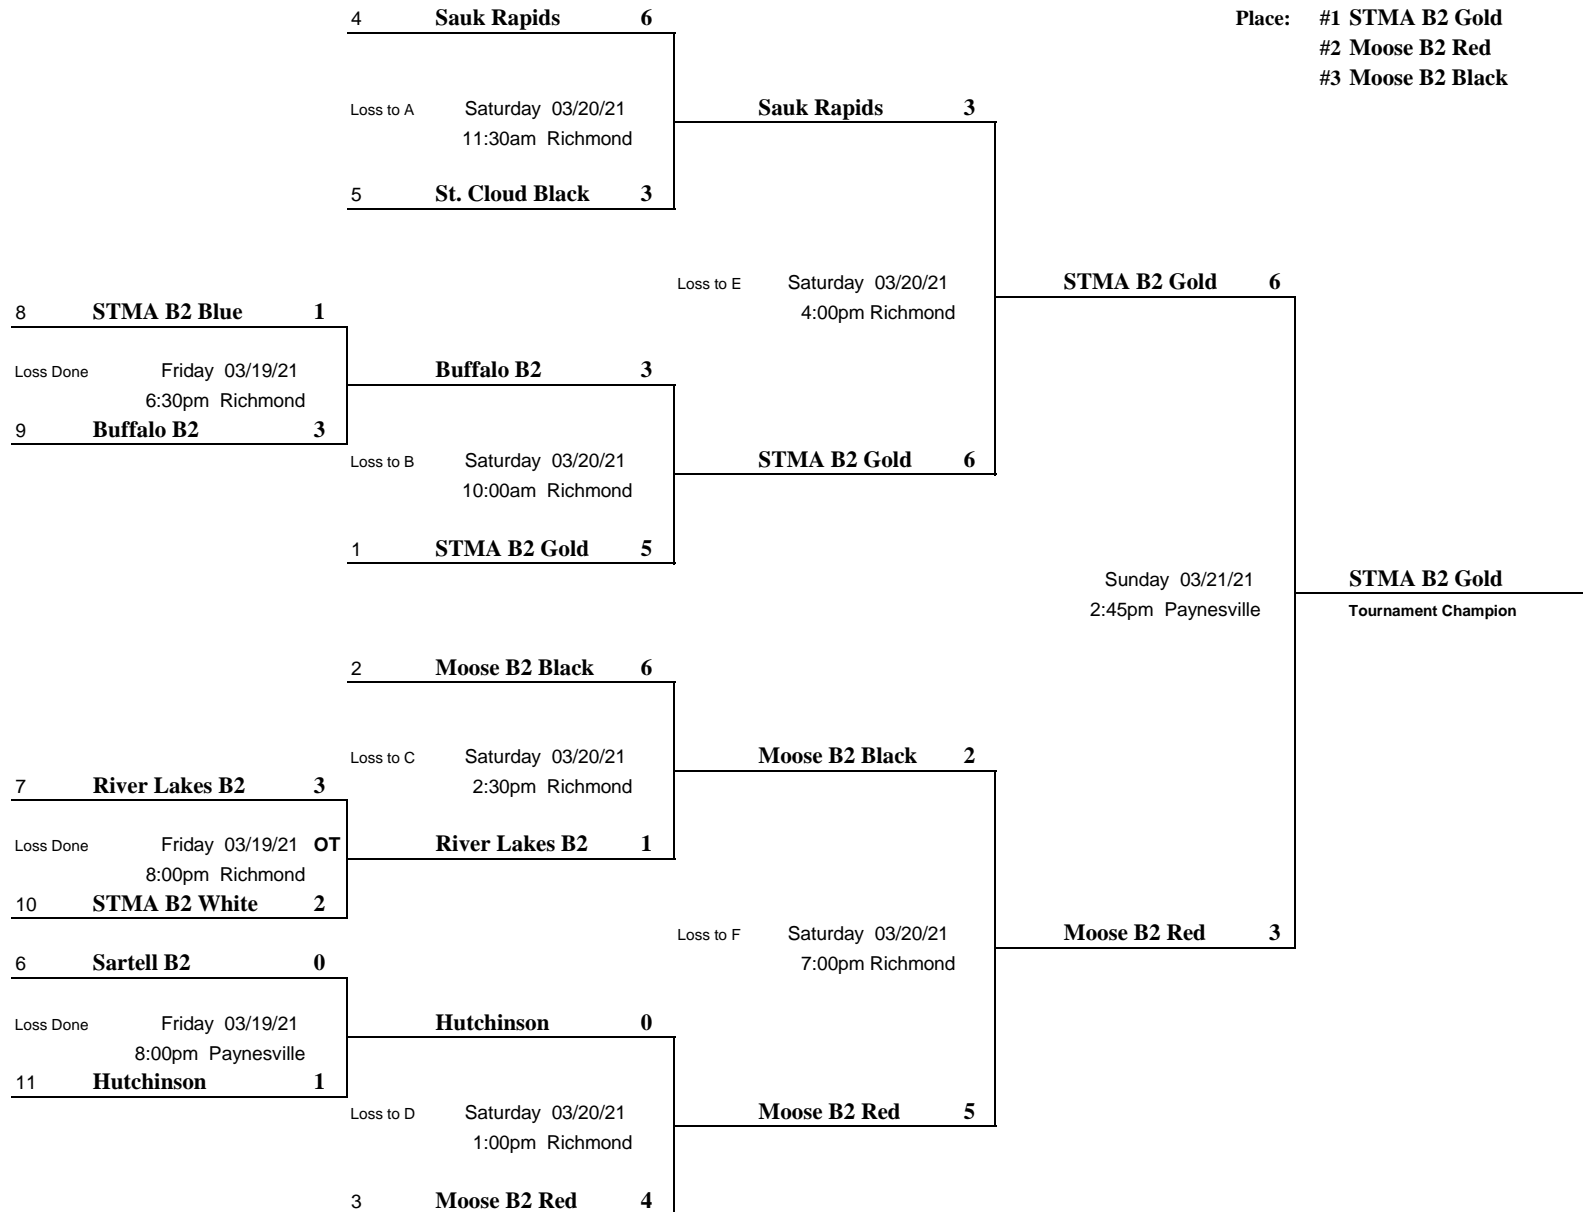 4 Sauk Rapids 6
Place: #1 STMA B2 Gold
#2 Moose B2 Red
#3 Moose B2 Black
Loss to A Saturday 03/20/21
11:30am Richmond
Sauk Rapids 3
5 St. Cloud Black 3
Loss to E Saturday 03/20/21
4:00pm Richmond
STMA B2 Gold 6
8 STMA B2 Blue 1
Loss Done Friday 03/19/21
6:30pm Richmond
9 Buffalo B2 3
Buffalo B2 3
Loss to B Saturday 03/20/21
10:00am Richmond
STMA B2 Gold 6
1 STMA B2 Gold 5
Sunday 03/21/21
2:45pm Paynesville
STMA B2 Gold
Tournament Champion
2 Moose B2 Black 6
Loss to C Saturday 03/20/21
2:30pm Richmond
Moose B2 Black 2
7 River Lakes B2 3
Loss Done Friday 03/19/21 OT
8:00pm Richmond
10 STMA B2 White 2
River Lakes B2 1
Loss to F Saturday 03/20/21
7:00pm Richmond
Moose B2 Red 3
6 Sartell B2 0
Loss Done Friday 03/19/21
8:00pm Paynesville
11 Hutchinson 1
Hutchinson 0
Loss to D Saturday 03/20/21
1:00pm Richmond
Moose B2 Red 5
3 Moose B2 Red 4